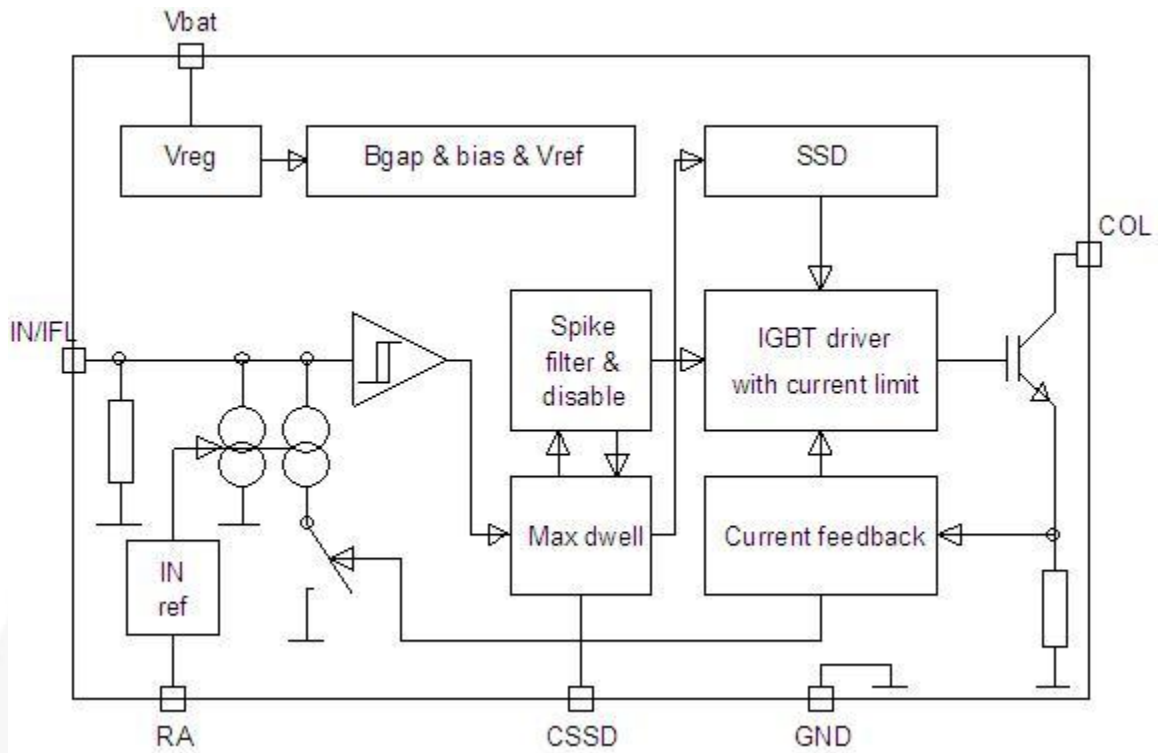 Vbat
Vreg
Bgap & bias & Vref
SSD
COL
IN/IFL
Spike
filter &
disable
IGBT driver
with current limit
Max dwell
Current feedback
IN
ref
RA
CSSD
GND